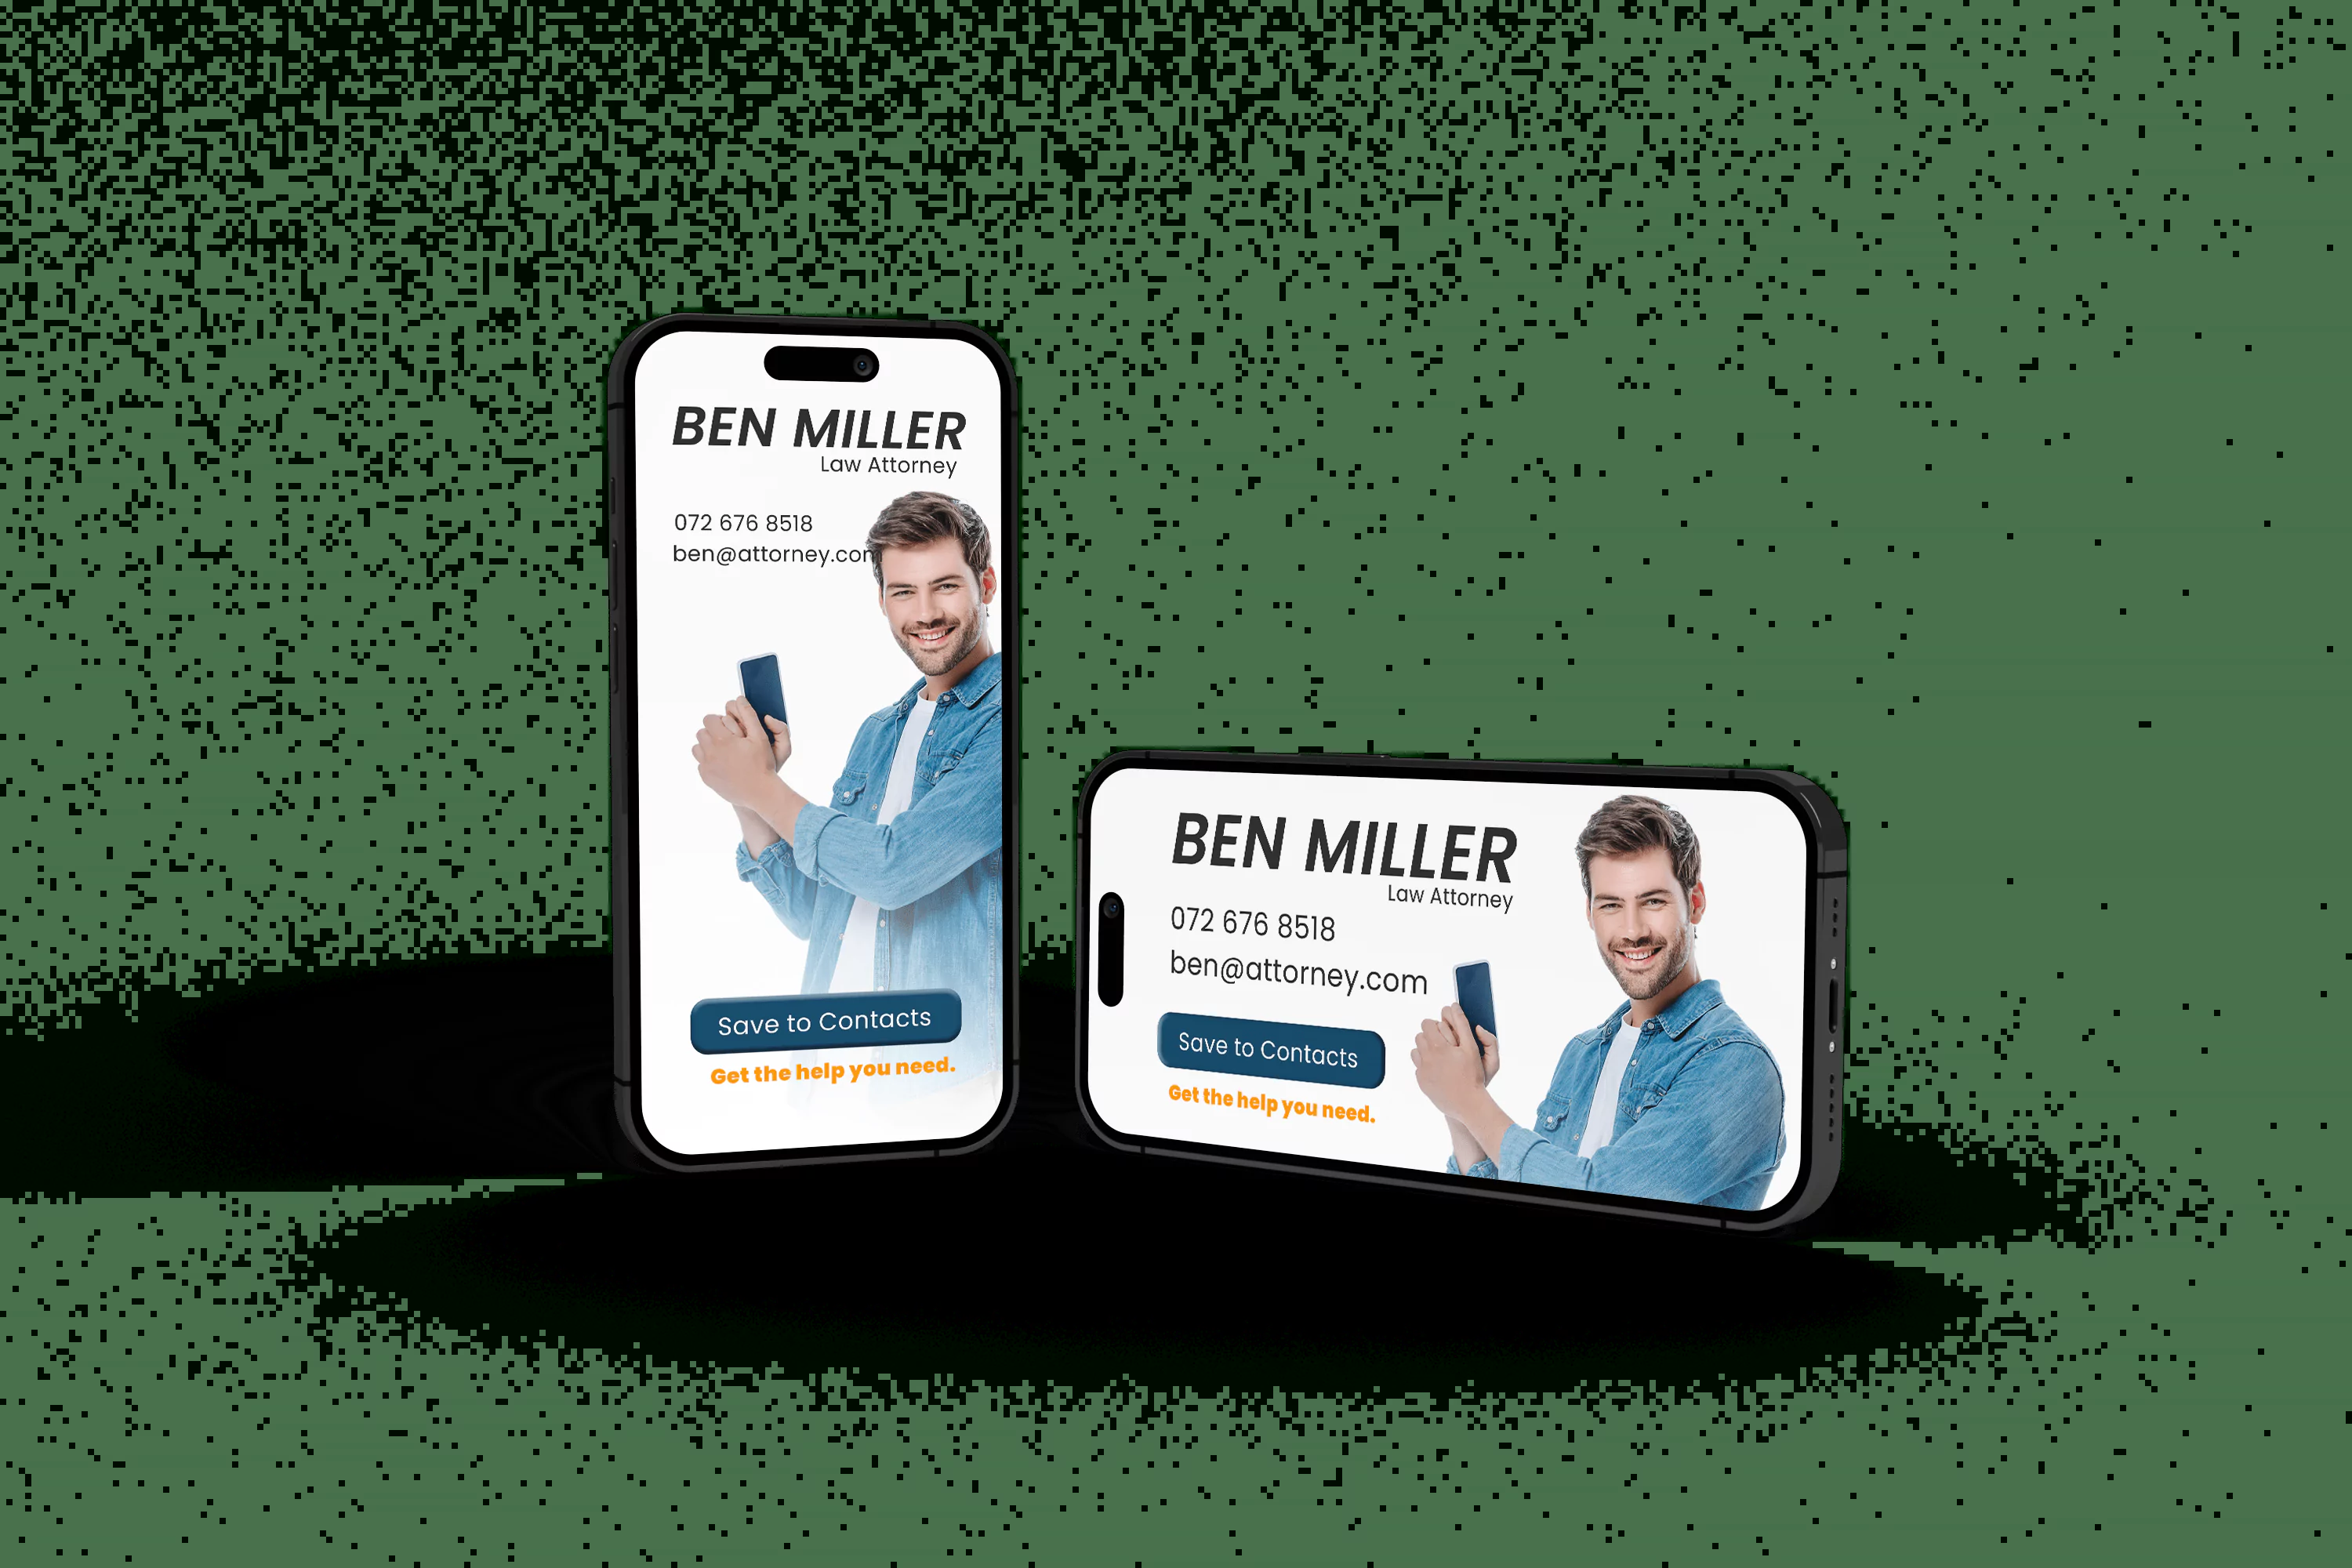 BEN MILLER
Law Attorney
072 676 8518
ben@attorney.com
Save to Contacts
Get the help you need.
BEN MILLER
Law Attorney
072 676 8518
ben@attorney.com
Save to Contacts
Get the help you need.